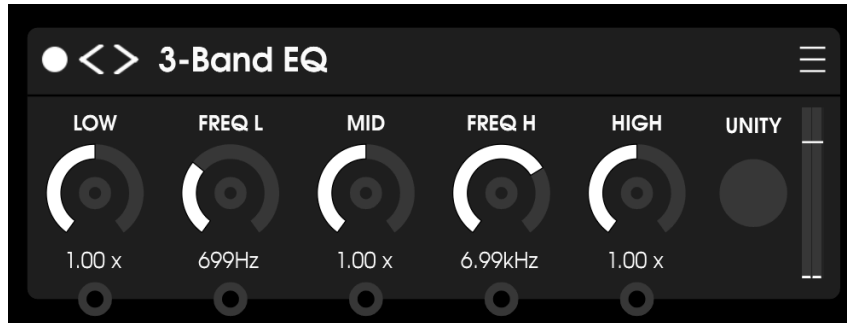 3-Band EQ
LOW FREQ L MID FREQ H HIGH UNITY
1.00 x 699Hz 1.00 x 6.99kHz 1.00 x